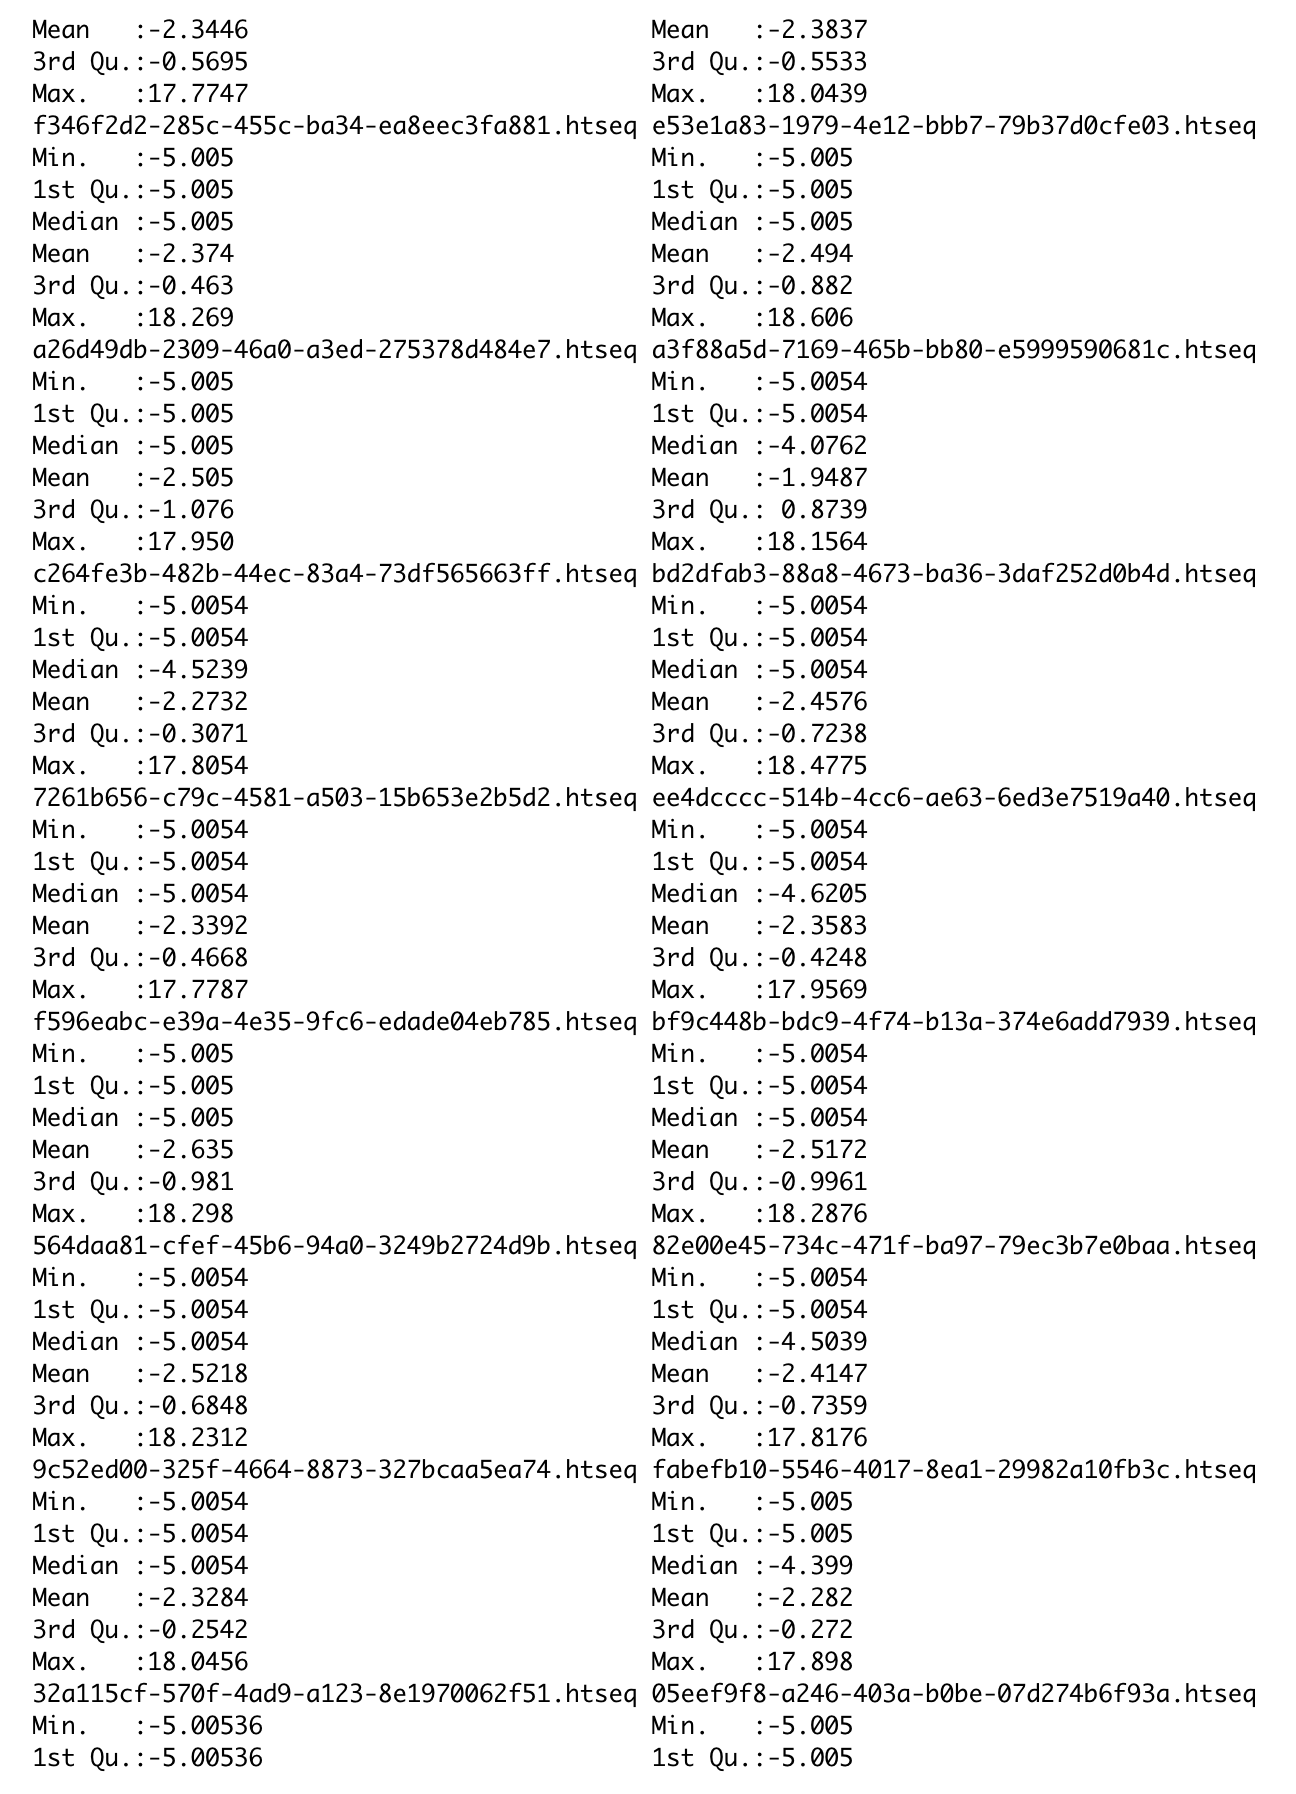 Mean   :-2.3446                            Mean   :-2.3837
3rd Qu.:-0.5695                            3rd Qu.:-0.5533
Max.   :17.7747                            Max.   :18.0439
f346f2d2-285c-455c-ba34-ea8eec3fa881.htseq e53e1a83-1979-4e12-bbb7-79b37d0cfe03.htseq
Min.   :-5.005                             Min.   :-5.005
1st Qu.:-5.005                             1st Qu.:-5.005
Median :-5.005                             Median :-5.005
Mean   :-2.374                             Mean   :-2.494
3rd Qu.:-0.463                             3rd Qu.:-0.882
Max.   :18.269                             Max.   :18.606
a26d49db-2309-46a0-a3ed-275378d484e7.htseq a3f88a5d-7169-465b-bb80-e5999590681c.htseq
Min.   :-5.005                             Min.   :-5.0054
1st Qu.:-5.005                             1st Qu.:-5.0054
Median :-5.005                             Median :-4.0762
Mean   :-2.505                             Mean   :-1.9487
3rd Qu.:-1.076                             3rd Qu.: 0.8739
Max.   :17.950                             Max.   :18.1564
c264fe3b-482b-44ec-83a4-73df565663ff.htseq bd2dfab3-88a8-4673-ba36-3daf252d0b4d.htseq
Min.   :-5.0054                            Min.   :-5.0054
1st Qu.:-5.0054                            1st Qu.:-5.0054
Median :-4.5239                            Median :-5.0054
Mean   :-2.2732                            Mean   :-2.4576
3rd Qu.:-0.3071                            3rd Qu.:-0.7238
Max.   :17.8054                            Max.   :18.4775
7261b656-c79c-4581-a503-15b653e2b5d2.htseq ee4dcccc-514b-4cc6-ae63-6ed3e7519a40.htseq
Min.   :-5.0054                            Min.   :-5.0054
1st Qu.:-5.0054                            1st Qu.:-5.0054
Median :-5.0054                            Median :-4.6205
Mean   :-2.3392                            Mean   :-2.3583
3rd Qu.:-0.4668                            3rd Qu.:-0.4248
Max.   :17.7787                            Max.   :17.9569
f596eabc-e39a-4e35-9fc6-edade04eb785.htseq bf9c448b-bdc9-4f74-b13a-374e6add7939.htseq
Min.   :-5.005                             Min.   :-5.0054
1st Qu.:-5.005                             1st Qu.:-5.0054
Median :-5.005                             Median :-5.0054
Mean   :-2.635                             Mean   :-2.5172
3rd Qu.:-0.981                             3rd Qu.:-0.9961
Max.   :18.298                             Max.   :18.2876
564daa81-cfef-45b6-94a0-3249b2724d9b.htseq 82e00e45-734c-471f-ba97-79ec3b7e0baa.htseq
Min.   :-5.0054                            Min.   :-5.0054
1st Qu.:-5.0054                            1st Qu.:-5.0054
Median :-5.0054                            Median :-4.5039
Mean   :-2.5218                            Mean   :-2.4147
3rd Qu.:-0.6848                            3rd Qu.:-0.7359
Max.   :18.2312                            Max.   :17.8176
9c52ed00-325f-4664-8873-327bcaa5ea74.htseq fabefb10-5546-4017-8ea1-29982a10fb3c.htseq
Min.   :-5.0054                            Min.   :-5.005
1st Qu.:-5.0054                            1st Qu.:-5.005
Median :-5.0054                            Median :-4.399
Mean   :-2.3284                            Mean   :-2.282
3rd Qu.:-0.2542                            3rd Qu.:-0.272
Max.   :18.0456                            Max.   :17.898
32a115cf-570f-4ad9-a123-8e1970062f51.htseq 05eef9f8-a246-403a-b0be-07d274b6f93a.htseq
Min.   :-5.00536                           Min.   :-5.005
1st Qu.:-5.00536                           1st Qu.:-5.005